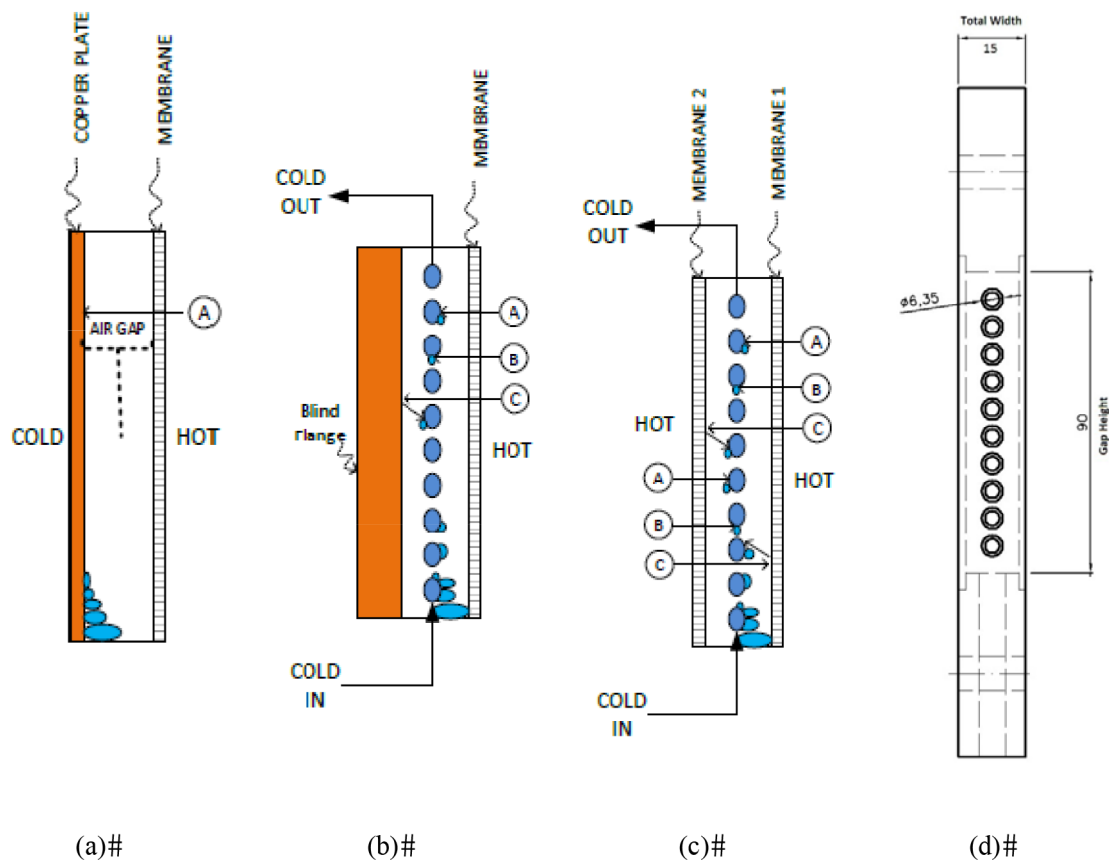 COPPER PLATE
MEMBRANE
A
AIR GAP
COLD
HOT
(a)#
MEMBRANE
COLD
OUT
A
B
C
Blind
Flange
HOT
COLD
IN
(b)#
MEMBRANE 2
MEMBRANE 1
COLD
OUT
A
B
HOT
C
A
HOT
B
C
COLD
IN
(c)#
Total Width
15
ø6,35
90
Gap Height
(d)#